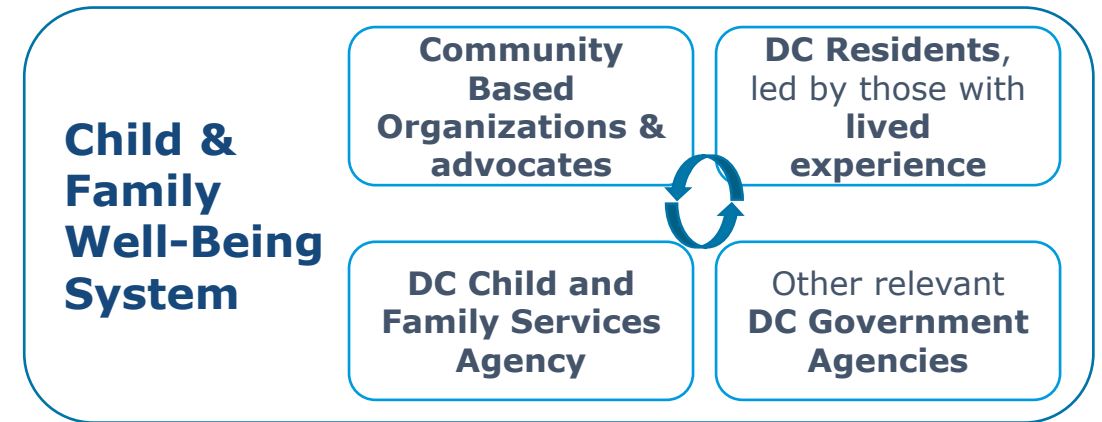 Child &
Family
Well-Being
System
Community
Based
Organizations &
advocates
DC Residents,
led by those with
lived
experience
DC Child and
Family Services
Agency
Other relevant
DC Government
Agencies